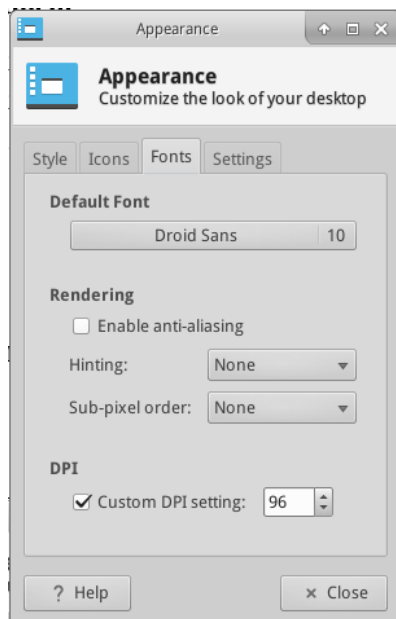 Appearance
Appearance
Customize the look of your desktop
Style Icons Fonts Settings
Default Font
Droid Sans 10
Rendering
Enable anti-aliasing
Hinting: None
Sub-pixel order: None
DPI
Custom DPI setting: 96
? Help × Close